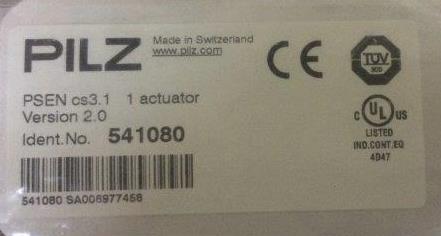 PILZ
Made in Switzerland
www.pilz.com
CE
TÜV
PSEN cs3.1 1 actuator
Version 2.0
Ident.No. 541080
541080 SA006977458
C UL US
LISTED
IND.CONT.EQ
4D47